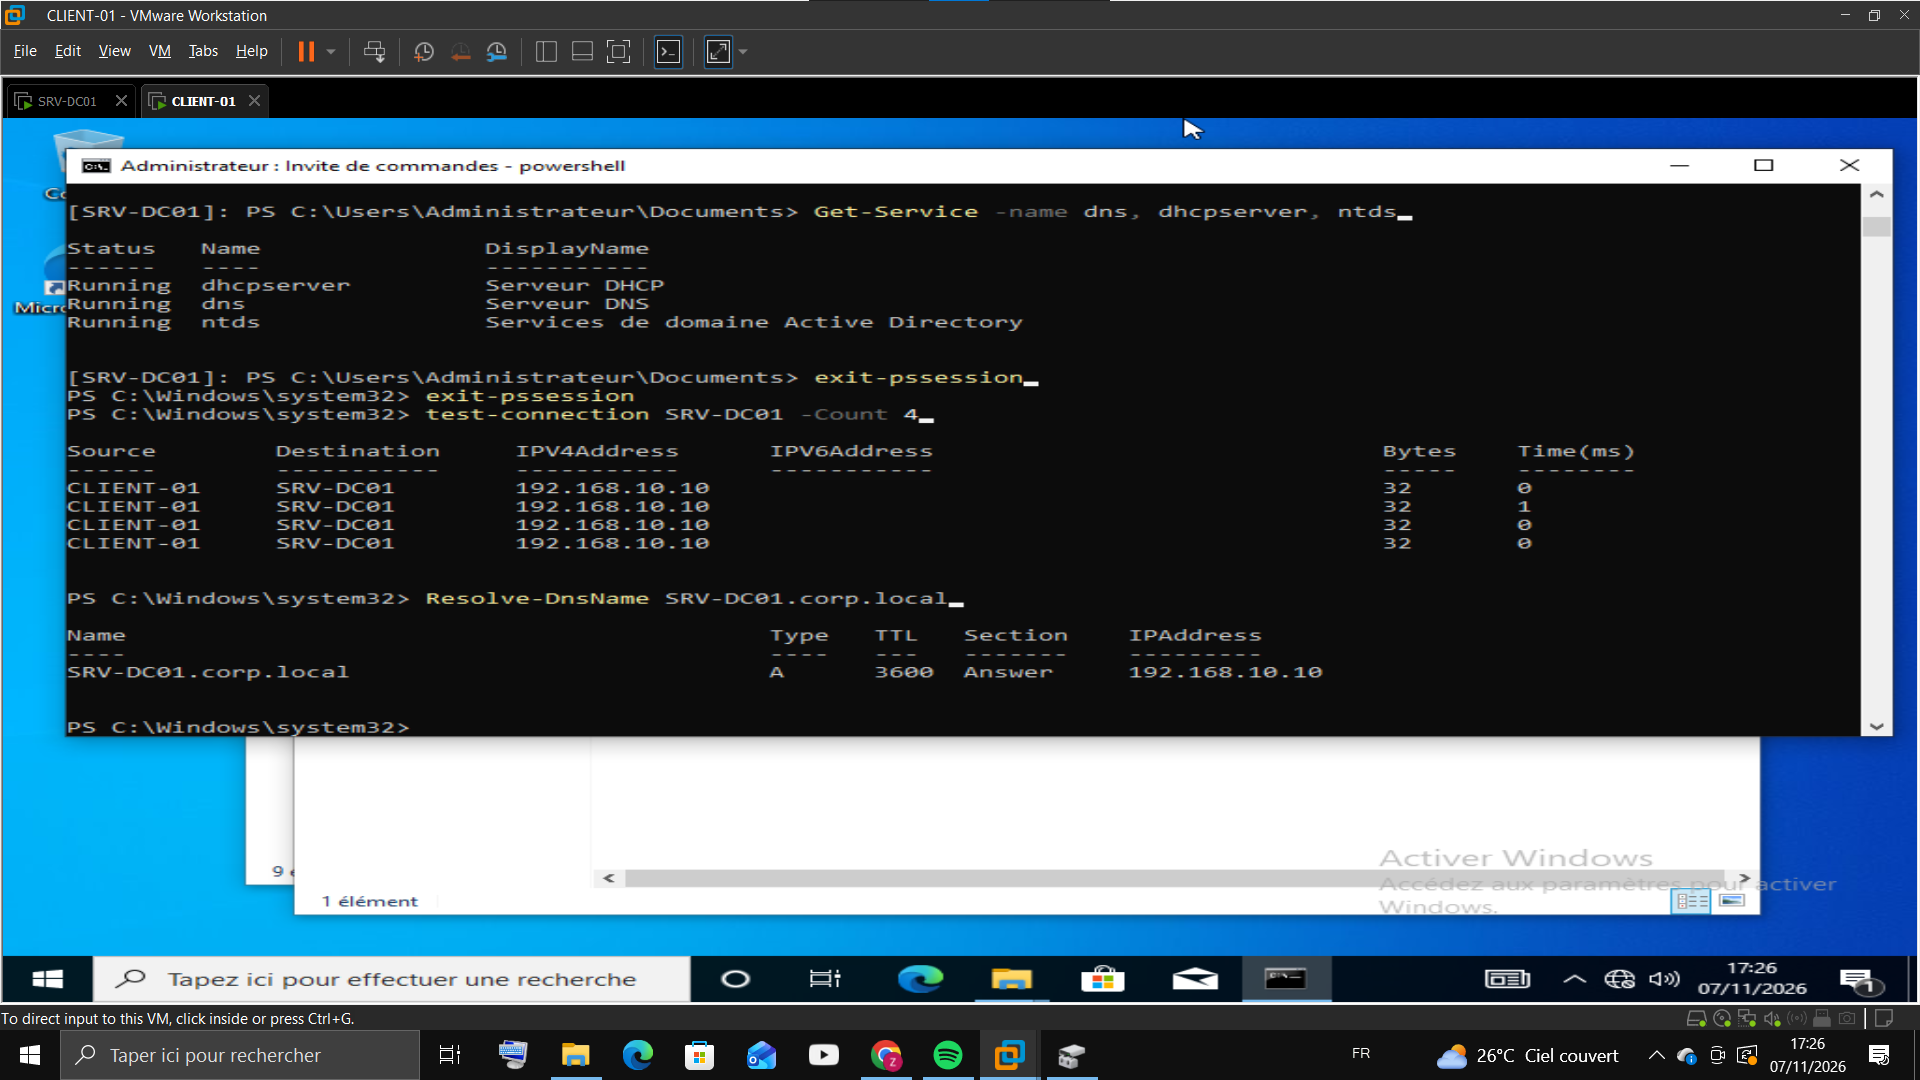 CLIENT-01 - VMware Workstation
File Edit View VM Tabs Help
SRV-DC01 CLIENT-01
Administrateur : Invite de commandes - powershell
[SRV-DC01]: PS C:\Users\Administrateur\Documents> Get-Service -name dns, dhcpserver, ntds
Status Name DisplayName
------ ---- -----------
Running dhcpserver Serveur DHCP
Running dns Serveur DNS
Running ntds Services de domaine Active Directory
[SRV-DC01]: PS C:\Users\Administrateur\Documents> exit-pssession
PS C:\Windows\system32> exit-pssession
PS C:\Windows\system32> test-connection SRV-DC01 -Count 4
Source Destination IPV4Address IPV6Address Bytes Time(ms)
------ ----------- ----------- ----------- ----- --------
CLIENT-01 SRV-DC01 192.168.10.10 32 0
CLIENT-01 SRV-DC01 192.168.10.10 32 1
CLIENT-01 SRV-DC01 192.168.10.10 32 0
CLIENT-01 SRV-DC01 192.168.10.10 32 0
PS C:\Windows\system32> Resolve-DnsName SRV-DC01.corp.local
Name Type TTL Section IPAddress
---- ---- --- ------- ---------
SRV-DC01.corp.local A 3600 Answer 192.168.10.10
PS C:\Windows\system32>
9
1 élément
Activer Windows
Accédez aux paramètres pour activer
Windows.
Tapez ici pour effectuer une recherche
17:26
07/11/2026
1
To direct input to this VM, click inside or press Ctrl+G.
Taper ici pour rechercher
FR
26°C Ciel couvert
17:26
07/11/2026